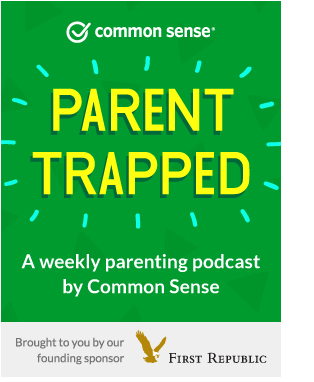 common sense®
PARENT
TRAPPED
A weekly parenting podcast
by Common Sense
Brought to you by our
founding sponsor
FIRST REPUBLIC